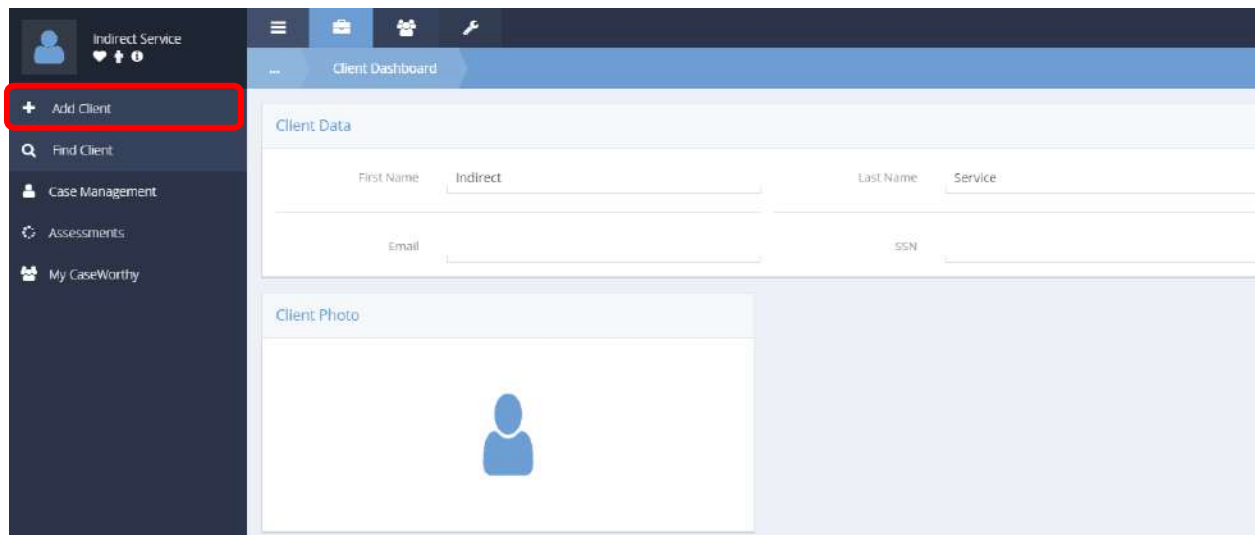 Indirect Service
... Client Dashboard
Add Client
Find Client
Case Management
Assessments
My CaseWorthy
Client Data
First Name Indirect Last Name Service
Email SSN
Client Photo